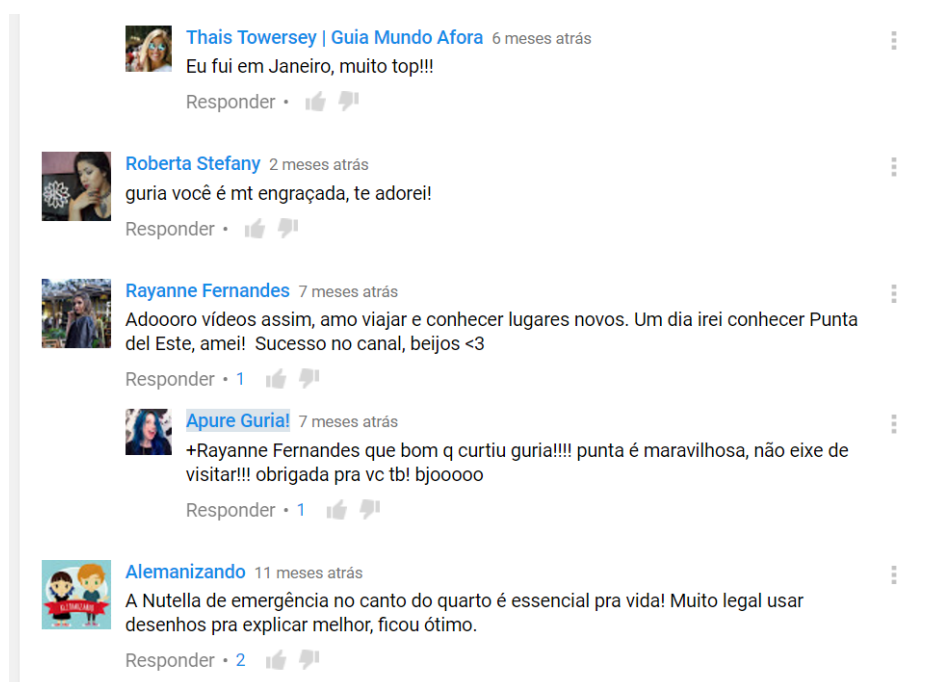 Thais Towersey | Guia Mundo Afora 6 meses atrás
Eu fui em Janeiro, muito top!!!
Responder •
Roberta Stefany 2 meses atrás
guria você é mt engraçada, te adorei!
Responder •
Rayanne Fernandes 7 meses atrás
Adoooro vídeos assim, amo viajar e conhecer lugares novos. Um dia irei conhecer Punta
del Este, amei! Sucesso no canal, beijos <3
Responder • 1
Apure Guria! 7 meses atrás
+Rayanne Fernandes que bom q curtiu guria!!!! punta é maravilhosa, não eixe de
visitar!!! obrigada pra vc tb! bjooooo
Responder • 1
Alemanizando 11 meses atrás
A Nutella de emergência no canto do quarto é essencial pra vida! Muito legal usar
desenhos pra explicar melhor, ficou ótimo.
Responder • 2